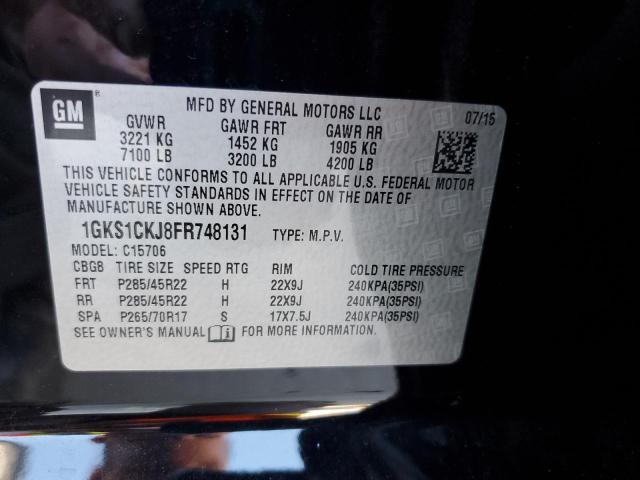 GM ®
MFD BY GENERAL MOTORS LLC 07/15
GVWR GAWR FRT GAWR RR
3221 KG 1452 KG 1905 KG
7100 LB 3200 LB 4200 LB
THIS VEHICLE CONFORMS TO ALL APPLICABLE U.S. FEDERAL MOTOR
VEHICLE SAFETY STANDARDS IN EFFECT ON THE DATE OF
MANUFACTURE SHOWN ABOVE.
1GKS1CKJ8FR748131 TYPE: M.P.V.
MODEL: C15706
CBGB TIRE SIZE SPEED RTG RIM COLD TIRE PRESSURE
FRT P285/45R22 H 22X9J 240KPA(35PSI)
RR P285/45R22 H 22X9J 240KPA(35PSI)
SPA P265/70R17 S 17X7.5J 240KPA(35PSI)
SEE OWNER'S MANUAL FOR MORE INFORMATION.